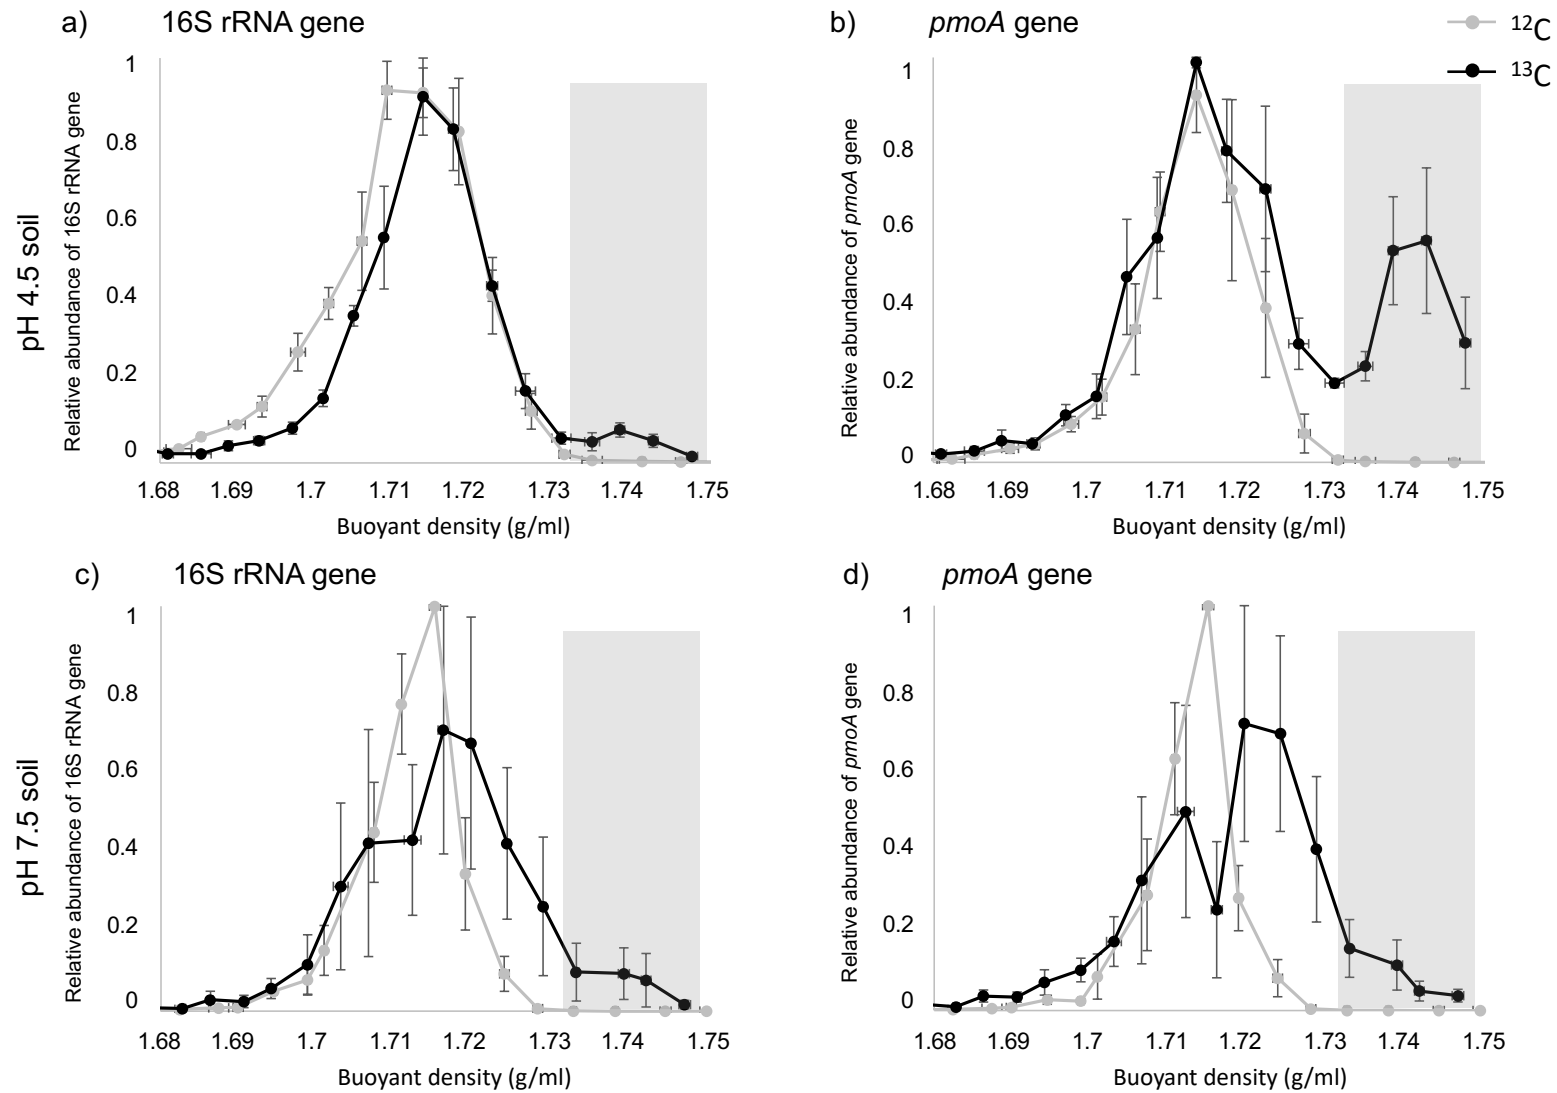 a) 16S rRNA gene
b) pmoA gene
12C
13C
pH 4.5 soil
Relative abundance of 16S rRNA gene
1
0.8
0.6
0.4
0.2
0
1.68 1.69 1.7 1.71 1.72 1.73 1.74 1.75
Buoyant density (g/ml)
Relative abundance of pmoA gene
1
0.8
0.6
0.4
0.2
0
1.68 1.69 1.7 1.71 1.72 1.73 1.74 1.75
Buoyant density (g/ml)
c) 16S rRNA gene
d) pmoA gene
pH 7.5 soil
Relative abundance of 16S rRNA gene
1
0.8
0.6
0.4
0.2
0
1.68 1.69 1.7 1.71 1.72 1.73 1.74 1.75
Buoyant density (g/ml)
Relative abundance of pmoA gene
1
0.8
0.6
0.4
0.2
0
1.68 1.69 1.7 1.71 1.72 1.73 1.74 1.75
Buoyant density (g/ml)